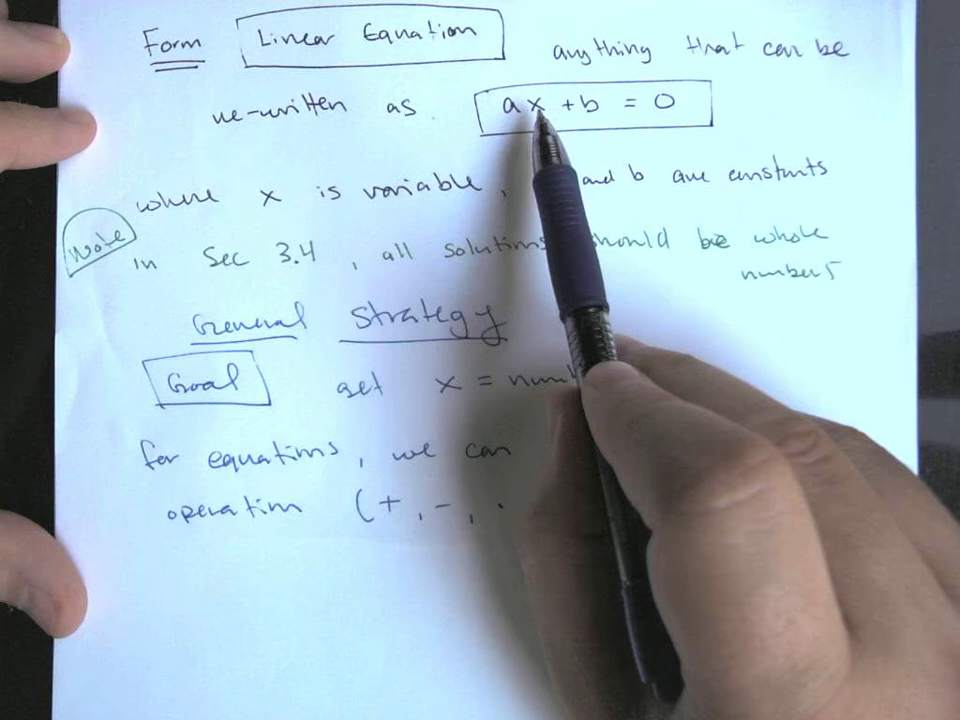 Form Linear Equation anything that can be
re-written as ax + b = 0
where x is variable, and b are constants
Note
in Sec 3.4, all solutions should be whole
numbers
General Strategy
Goal get x =
for equations, we can
operation (+, -, ·